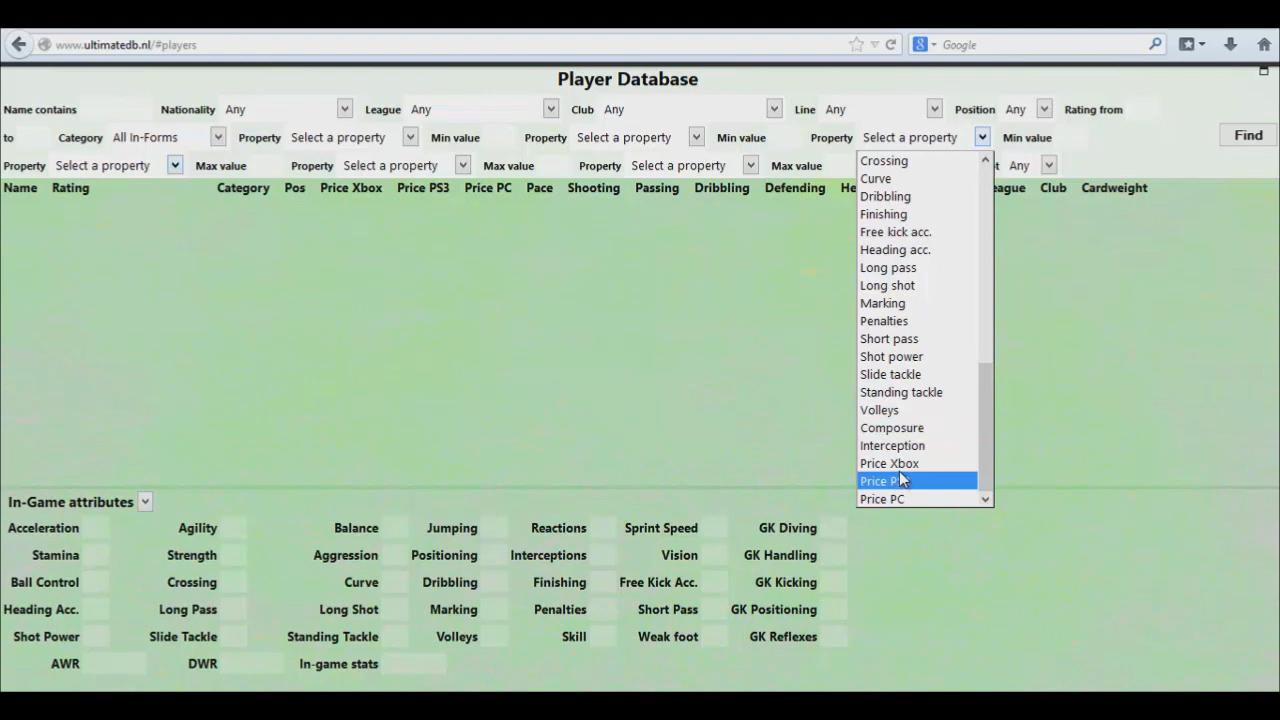 www.ultimatedb.nl/#players Google
Player Database
Name contains Nationality Any League Any Club Any Line Any Position Any Rating from
to Category All In-Forms Property Select a property Min value Property Select a property Min value Property Select a property Min value Find
Property Select a property Max value Property Select a property Max value Property Select a property Max value Any
Name Rating Category Pos Price Xbox Price PS3 Price PC Pace Shooting Passing Dribbling Defending Club Cardweight
Crossing
Curve
Dribbling
Finishing
Free kick acc.
Heading acc.
Long pass
Long shot
Marking
Penalties
Short pass
Shot power
Slide tackle
Standing tackle
Volleys
Composure
Interception
Price Xbox
Price
Price PC
In-Game attributes
Acceleration Agility Balance Jumping Reactions Sprint Speed GK Diving
Stamina Strength Aggression Positioning Interceptions Vision GK Handling
Ball Control Crossing Curve Dribbling Finishing Free Kick Acc. GK Kicking
Heading Acc. Long Pass Long Shot Marking Penalties Short Pass GK Positioning
Shot Power Slide Tackle Standing Tackle Volleys Skill Weak foot GK Reflexes
AWR DWR In-game stats